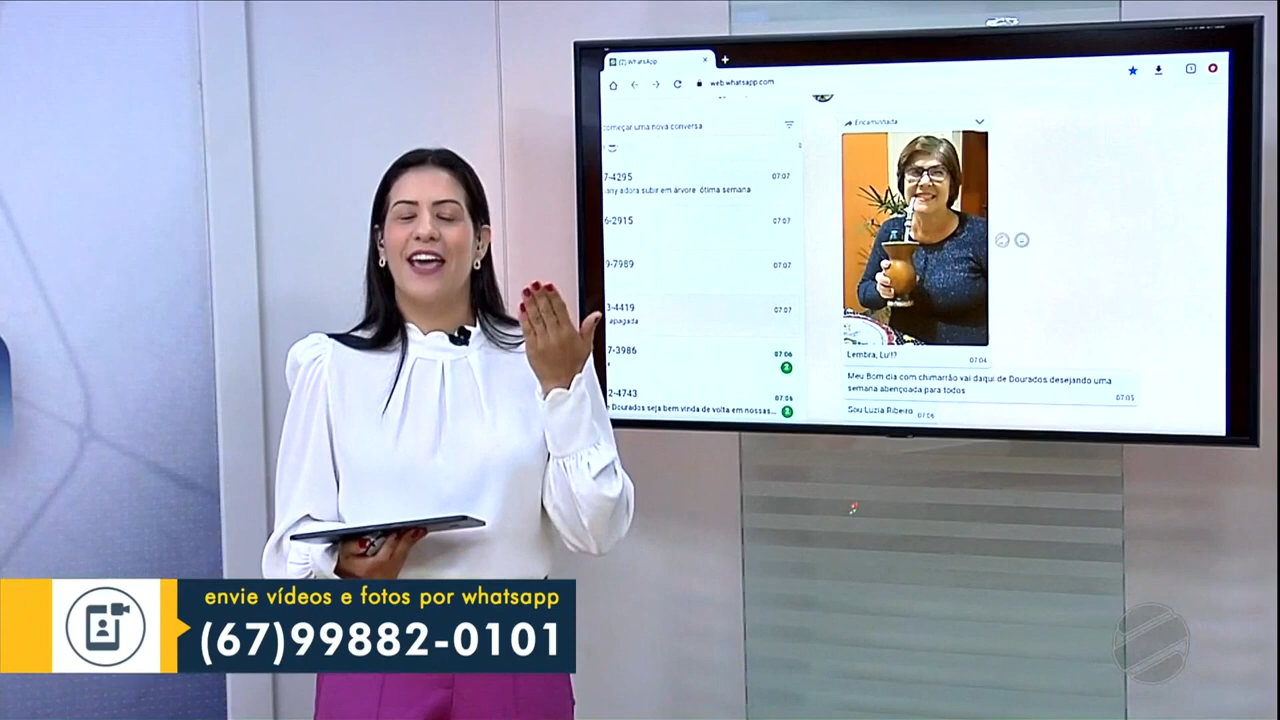 (2) WhatsApp
web.whatsapp.com
começar uma nova conversa
7-4295
07:07
any adora subir em árvore ótima semana
6-2915
07:07
9-7989
07:07
3-4419
07:07
apagada
7-3986
07:06
2
2-4743
07:06
e Dourados seja bem vinda de volta em nossas...
2
Encaminhada
Lembra, Lu!!?
07:04
Meu Bom dia com chimarrão vai daqui de Dourados desejando uma
semana abençoada para todos
07:05
Sou Luzia Ribeiro
07:06
envie vídeos e fotos por whatsapp
(67)99882-0101